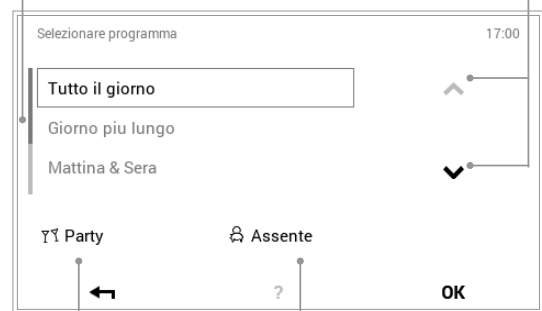 Selezionare programma 17:00
Tutto il giorno
Giorno piu lungo
Mattina & Sera
Party Assente
? OK